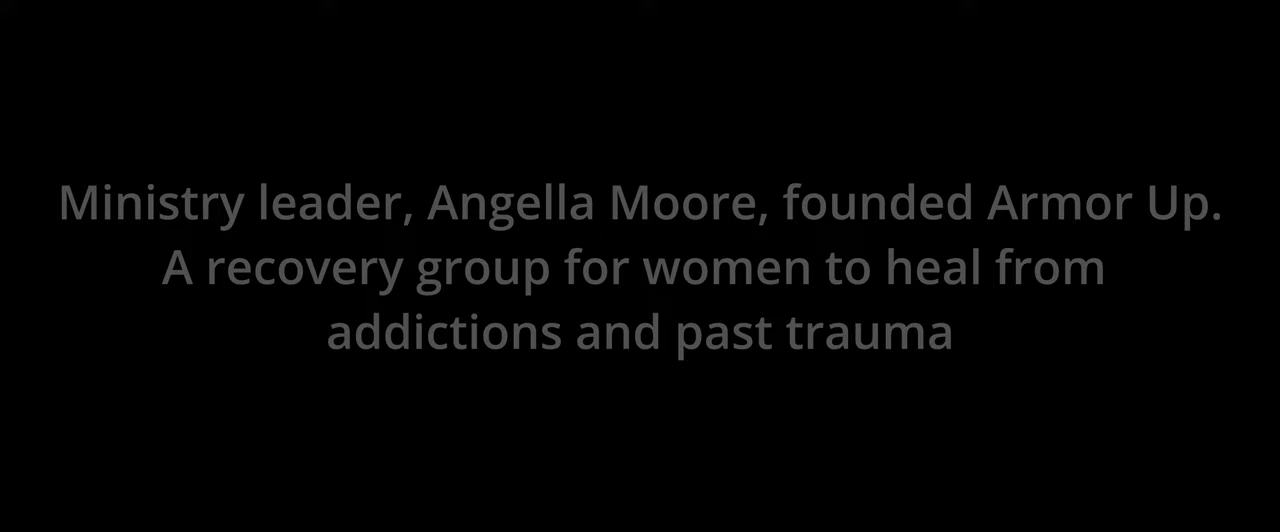 Ministry leader, Angella Moore, founded Armor Up.
A recovery group for women to heal from
addictions and past trauma